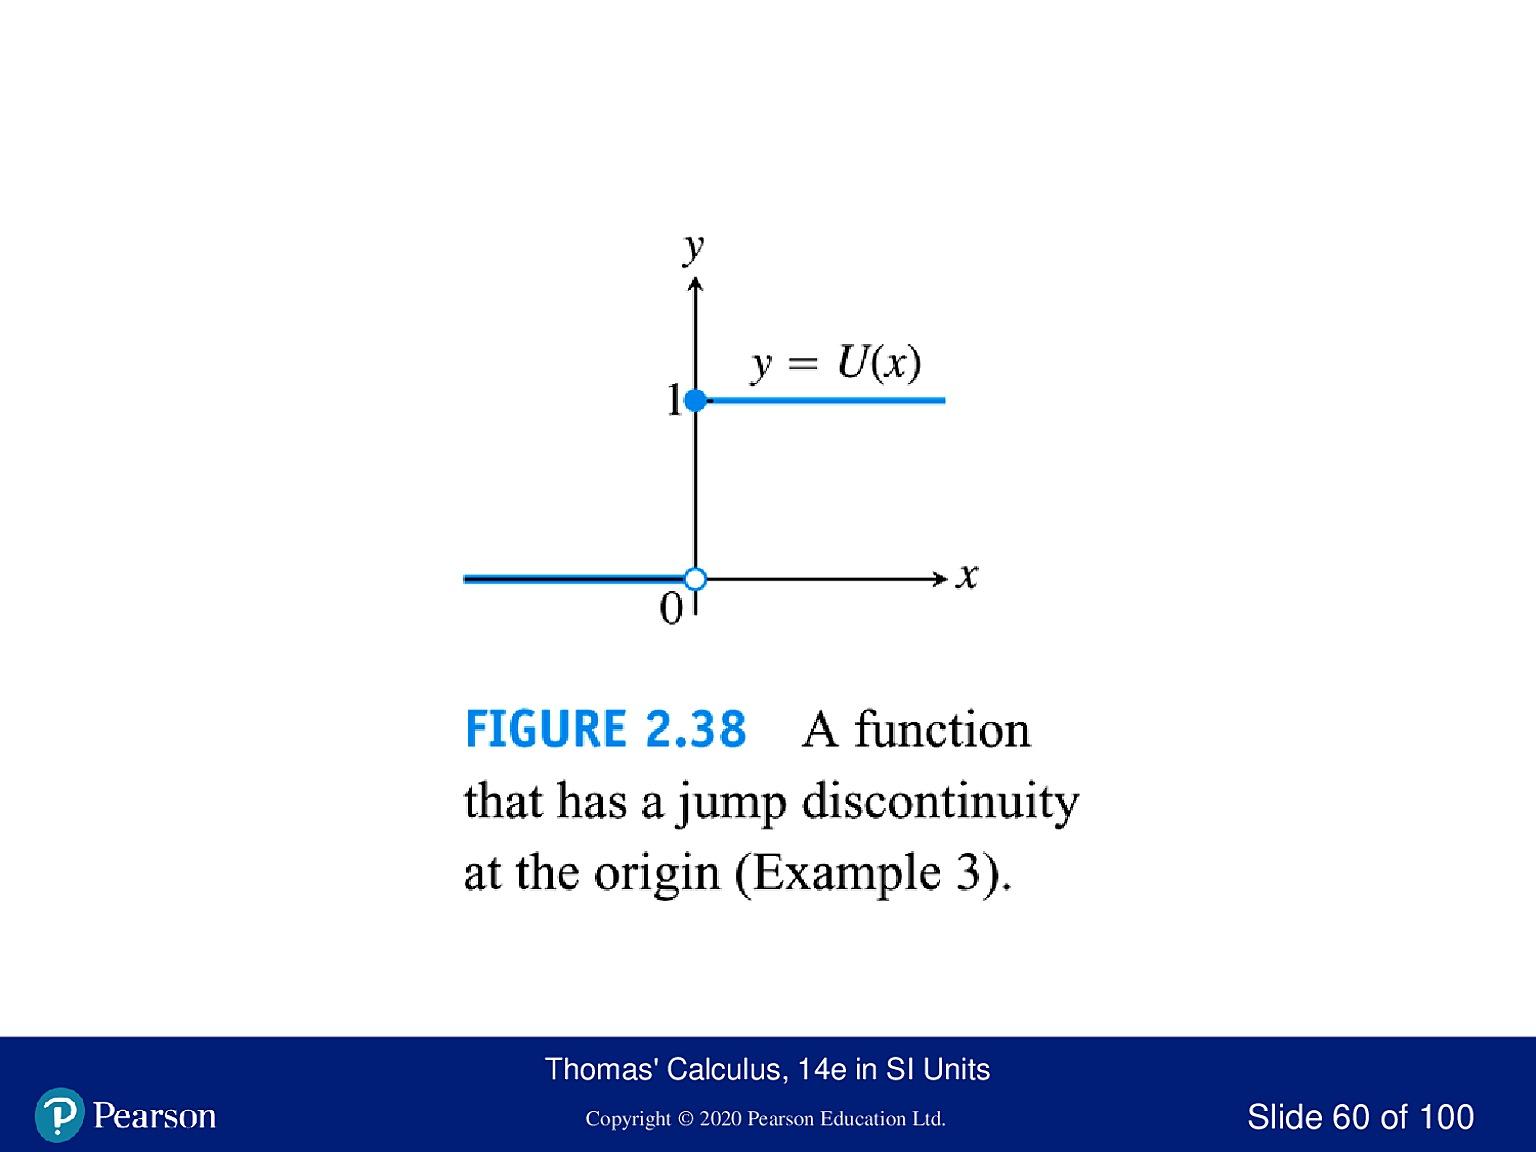 y
y = U(x)
1
x
0
FIGURE 2.38 A function
that has a jump discontinuity
at the origin (Example 3).
Thomas' Calculus, 14e in SI Units
Pearson
Copyright © 2020 Pearson Education Ltd.
Slide 60 of 100